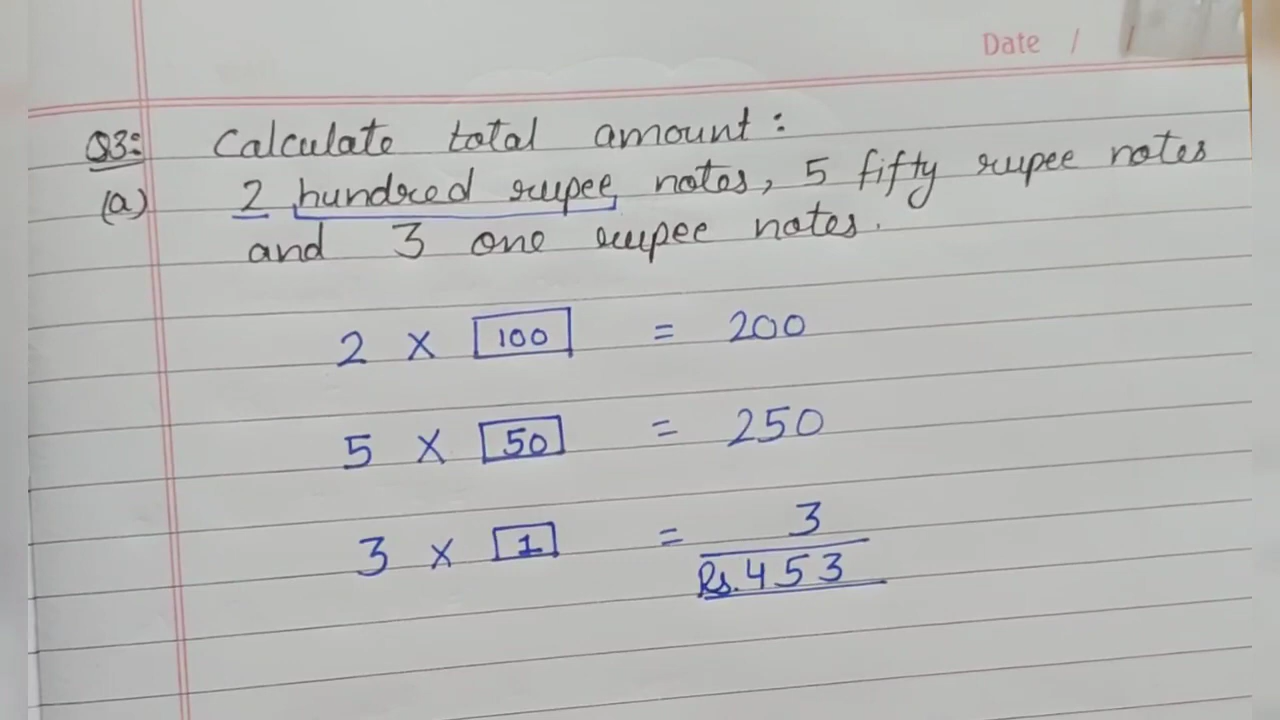 Date / /
Q3: Calculate total amount:
(a) 2 hundred rupee notes, 5 fifty rupee notes
and 3 one rupee notes.
2 × 100 = 200
5 × 50 = 250
3 × 1 = 3
Rs. 453